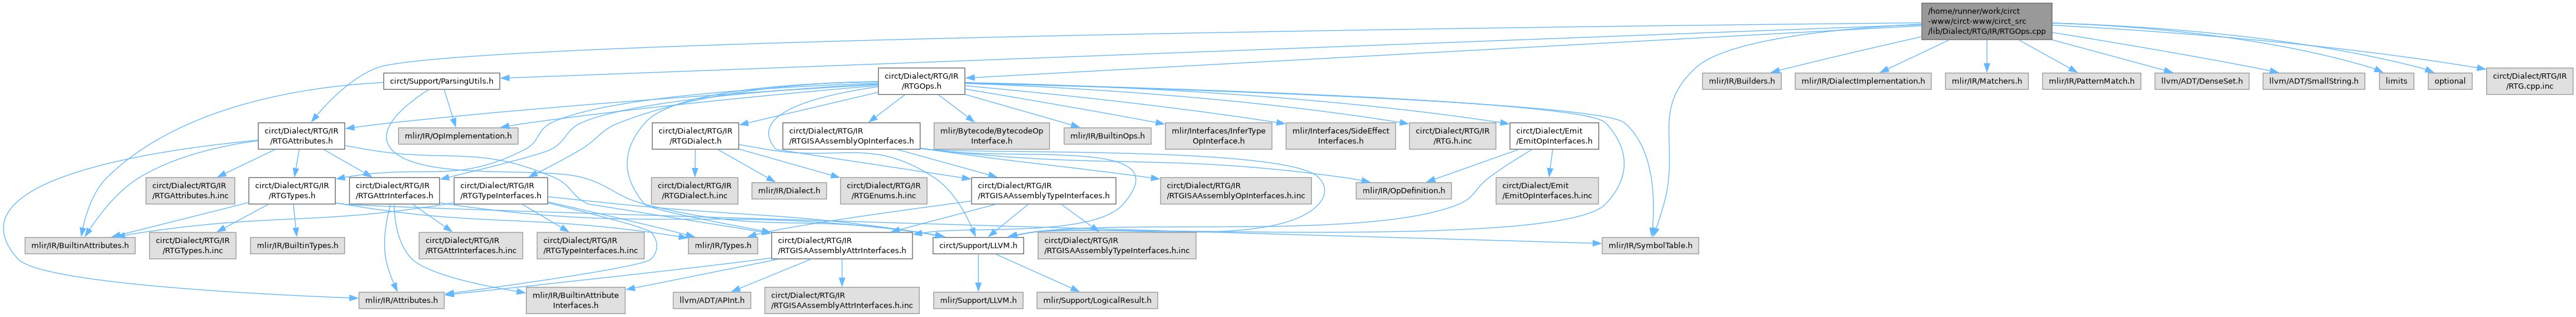 /home/runner/work/circt
-www/circt-www/circt_src
/lib/Dialect/RTG/IR/RTGOps.cpp
circt/Support/ParsingUtils.h
circt/Dialect/RTG/IR
/RTGOps.h
mlir/IR/Builders.h
mlir/IR/DialectImplementation.h
mlir/IR/Matchers.h
mlir/IR/PatternMatch.h
llvm/ADT/DenseSet.h
llvm/ADT/SmallString.h
limits
optional
circt/Dialect/RTG/IR
/RTG.cpp.inc
circt/Dialect/RTG/IR
/RTGAttributes.h
mlir/IR/OpImplementation.h
circt/Dialect/RTG/IR
/RTGDialect.h
circt/Dialect/RTG/IR
/RTGISAAssemblyOpInterfaces.h
mlir/Bytecode/BytecodeOp
Interface.h
mlir/IR/BuiltinOps.h
mlir/Interfaces/InferType
OpInterface.h
mlir/Interfaces/SideEffect
Interfaces.h
circt/Dialect/RTG/IR
/RTG.h.inc
circt/Dialect/Emit
/EmitOpInterfaces.h
circt/Dialect/RTG/IR
/RTGAttributes.h.inc
circt/Dialect/RTG/IR
/RTGTypes.h
circt/Dialect/RTG/IR
/RTGAttrInterfaces.h
circt/Dialect/RTG/IR
/RTGTypeInterfaces.h
circt/Dialect/RTG/IR
/RTGDialect.h.inc
mlir/IR/Dialect.h
circt/Dialect/RTG/IR
/RTGEnums.h.inc
circt/Dialect/RTG/IR
/RTGISAAssemblyTypeInterfaces.h
circt/Dialect/RTG/IR
/RTGISAAssemblyOpInterfaces.h.inc
mlir/IR/OpDefinition.h
circt/Dialect/Emit
/EmitOpInterfaces.h.inc
mlir/IR/BuiltinAttributes.h
circt/Dialect/RTG/IR
/RTGTypes.h.inc
mlir/IR/BuiltinTypes.h
circt/Dialect/RTG/IR
/RTGAttrInterfaces.h.inc
circt/Dialect/RTG/IR
/RTGTypeInterfaces.h.inc
mlir/IR/Types.h
circt/Dialect/RTG/IR
/RTGISAAssemblyAttrInterfaces.h
circt/Support/LLVM.h
circt/Dialect/RTG/IR
/RTGISAAssemblyTypeInterfaces.h.inc
mlir/IR/SymbolTable.h
mlir/IR/Attributes.h
mlir/IR/BuiltinAttribute
Interfaces.h
llvm/ADT/APInt.h
circt/Dialect/RTG/IR
/RTGISAAssemblyAttrInterfaces.h.inc
mlir/Support/LLVM.h
mlir/Support/LogicalResult.h